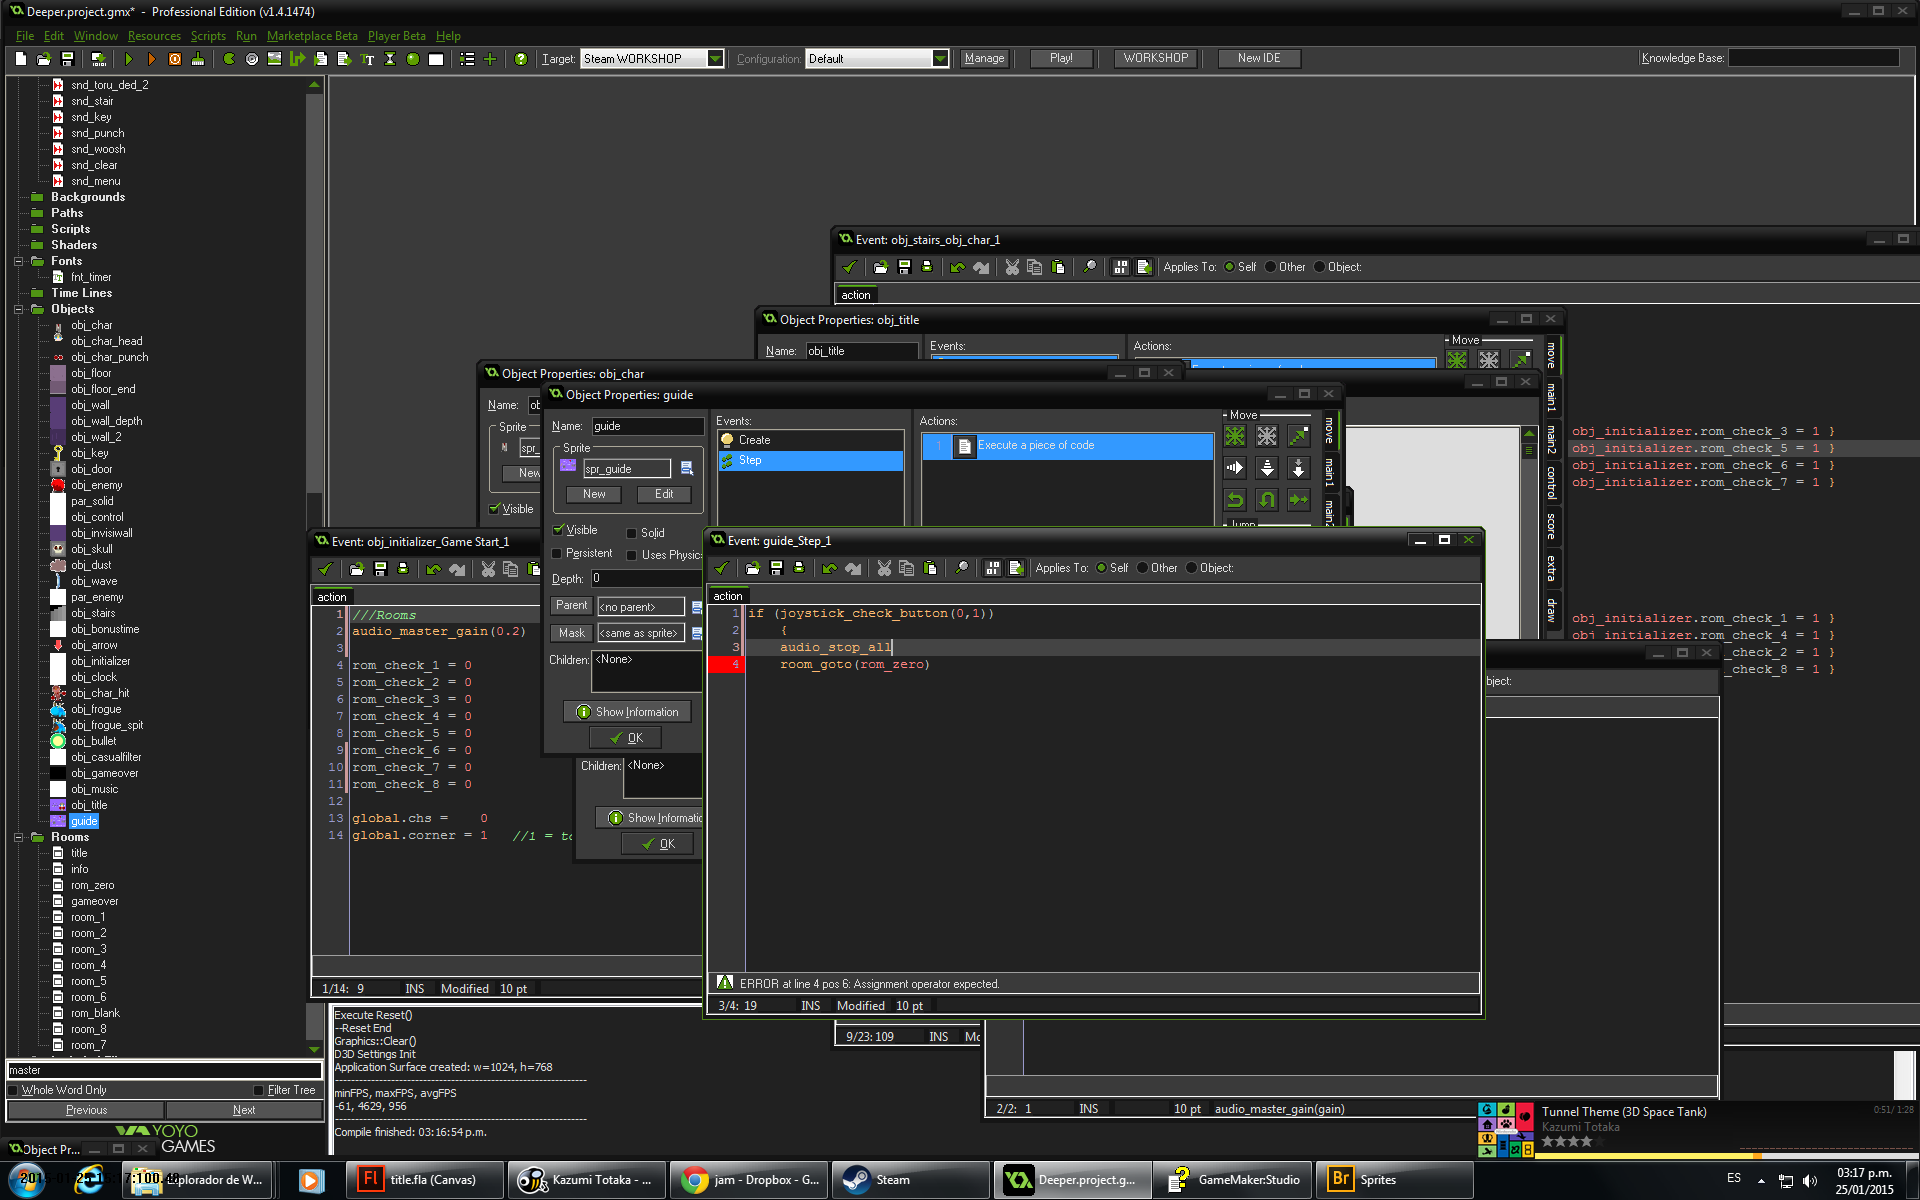 Deeper.project.gmx* - Professional Edition (v1.4.1474)
File Edit Window Resources Scripts Run Marketplace Beta Player Beta Help
Target: Steam WORKSHOP Configuration: Default Manage Play! WORKSHOP New IDE Knowledge Base:
snd_toru_ded_2
snd_stair
snd_key
snd_punch
snd_woosh
snd_clear
snd_menu
Backgrounds
Paths
Scripts
Shaders
Fonts
fnt_timer
Time Lines
Objects
obj_char
obj_char_head
obj_char_punch
obj_floor
obj_floor_end
obj_wall
obj_wall_depth
obj_wall_2
obj_key
obj_door
obj_enemy
par_solid
obj_control
obj_invisiwall
obj_skull
obj_dust
obj_wave
par_enemy
obj_stairs
obj_bonustime
obj_arrow
obj_initializer
obj_clock
obj_char_hit
obj_frogue
obj_frogue_spit
obj_bullet
obj_casualfilter
obj_gameover
obj_music
obj_title
guide
Rooms
title
info
rom_zero
gameover
room_1
room_2
room_3
room_4
room_5
room_6
rom_blank
room_8
room_7
master
Whole Word Only Filter Tree
Previous Next
YOYO GAMES
Object Pr...
Event: obj_stairs_obj_char_1
Applies To: Self Other Object:
action
Object Properties: obj_title
Name: obj_title Events: Actions: Move
move
main1
main2
control
score
extra
draw
obj_initializer.rom_check_3 = 1 }
obj_initializer.rom_check_5 = 1 }
obj_initializer.rom_check_6 = 1 }
obj_initializer.rom_check_7 = 1 }
obj_initializer.rom_check_1 = 1 }
obj_initializer.rom_check_4 = 1 }
_check_2 = 1 }
_check_8 = 1 }
Object Properties: obj_char
Name:
Sprite
spr_
New
Visible
Object Properties: guide
Name: guide
Sprite
spr_guide
New Edit
Visible Solid
Persistent Uses Physic
Depth: 0
Parent <no parent>
Mask <same as sprite>
Children: <None>
Show Information
OK
Events:
Create
Step
Actions:
1 Execute a piece of code
Move
Jump
move
main1
main2
Children: <None>
Show Informatio
OK
Event: obj_initializer_Game Start_1
action
1 ///Rooms
2 audio_master_gain(0.2)
3
4 rom_check_1 = 0
5 rom_check_2 = 0
6 rom_check_3 = 0
7 rom_check_4 = 0
8 rom_check_5 = 0
9 rom_check_6 = 0
10 rom_check_7 = 0
11 rom_check_8 = 0
12
13 global.chs = 0
14 global.corner = 1 //1 = to
1/14: 9 INS Modified 10 pt
Event: guide_Step_1
Applies To: Self Other Object:
action
1 if (joystick_check_button(0,1))
2 {
3 audio_stop_all
4 room_goto(rom_zero)
ERROR at line 4 pos 6: Assignment operator expected.
3/4: 19 INS Modified 10 pt
bject:
9/23: 109 INS Mo
2/2: 1 INS 10 pt audio_master_gain(gain)
Execute Reset()
--Reset End
Graphics::Clear()
D3D Settings Init
Application Surface created: w=1024, h=768
minFPS, maxFPS, avgFPS
-61, 4629, 956
Compile finished: 03:16:54 p.m.
Tunnel Theme (3D Space Tank)
Kazumi Totaka
0:51/ 1:28
xplorador de W...
title.fla (Canvas)
Kazumi Totaka - ...
jam - Dropbox - G...
Steam
Deeper.project.g...
GameMaker:Studio
Sprites
ES
03:17 p.m.
25/01/2015